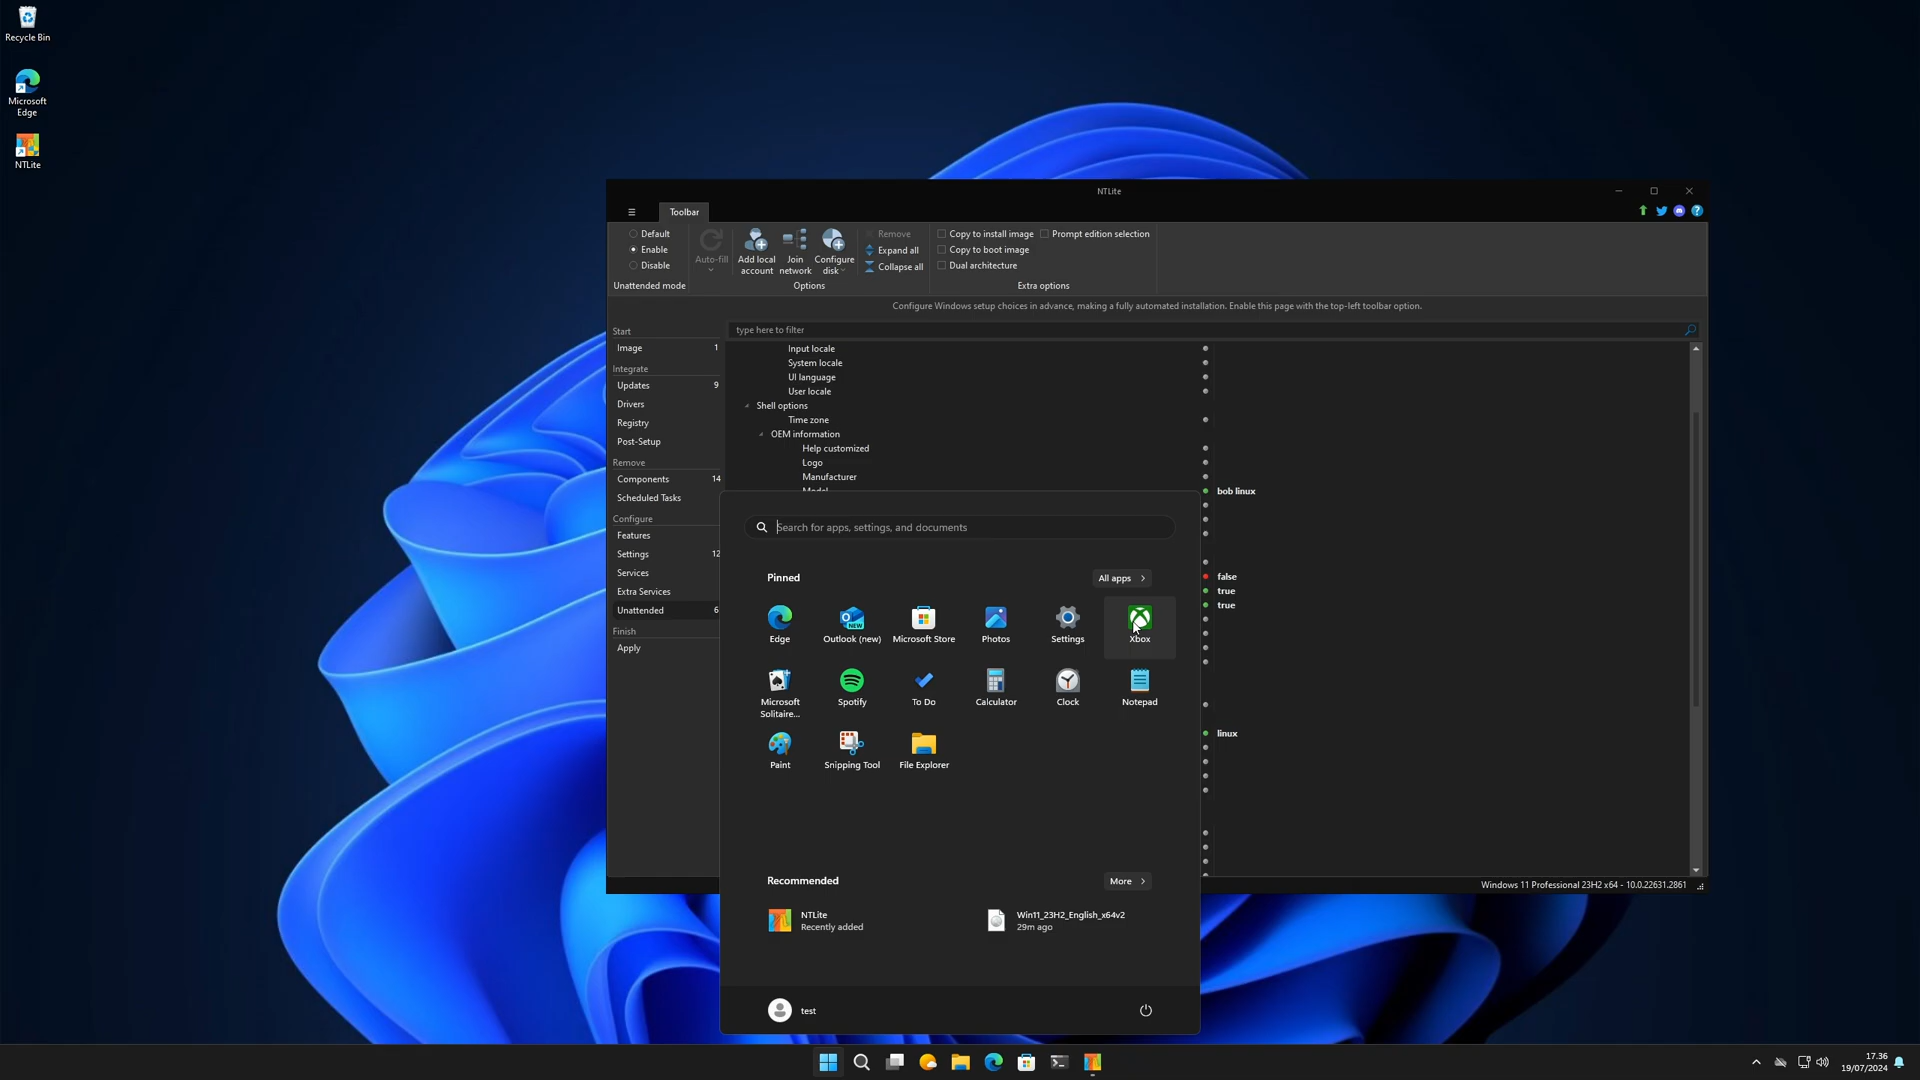 Recycle Bin
Microsoft
Edge
NTLite
NTLite
Toolbar
Default
Enable
Disable
Unattended mode
Auto-fill
Add local
account
Join
network
Configure
disk
Remove
Expand all
Collapse all
Options
Copy to install image
Prompt edition selection
Copy to boot image
Dual architecture
Extra options
Configure Windows setup choices in advance, making a fully automated installation. Enable this page with the top-left toolbar option.
type here to filter
Start
Image 1
Integrate
Updates 9
Drivers
Registry
Post-Setup
Remove
Components 14
Scheduled Tasks
Configure
Features
Settings 12
Services
Extra Services
Unattended 6
Finish
Apply
Input locale
System locale
UI language
User locale
Shell options
Time zone
OEM information
Help customized
Logo
Manufacturer
Model
bob linux
false
true
true
linux
Search for apps, settings, and documents
Pinned
All apps
Edge
Outlook (new)
Microsoft Store
Photos
Settings
Xbox
Microsoft
Solitaire...
Spotify
To Do
Calculator
Clock
Notepad
Paint
Snipping Tool
File Explorer
Recommended
More
NTLite
Recently added
Win11_23H2_English_x64v2
29m ago
test
Windows 11 Professional 23H2 x64 - 10.0.22631.2861
17.36
19/07/2024